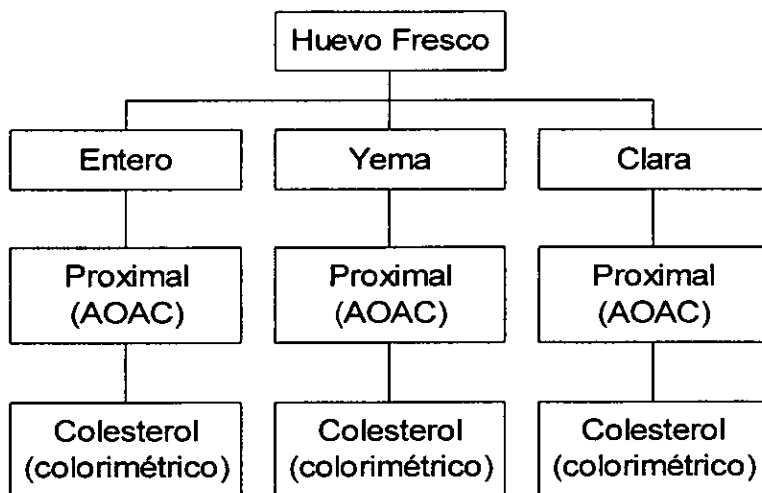 Huevo Fresco
Entero
Yema
Clara
Proximal
(AOAC)
Proximal
(AOAC)
Proximal
(AOAC)
Colesterol
(colorimétrico)
Colesterol
(colorimétrico)
Colesterol
(colorimétrico)